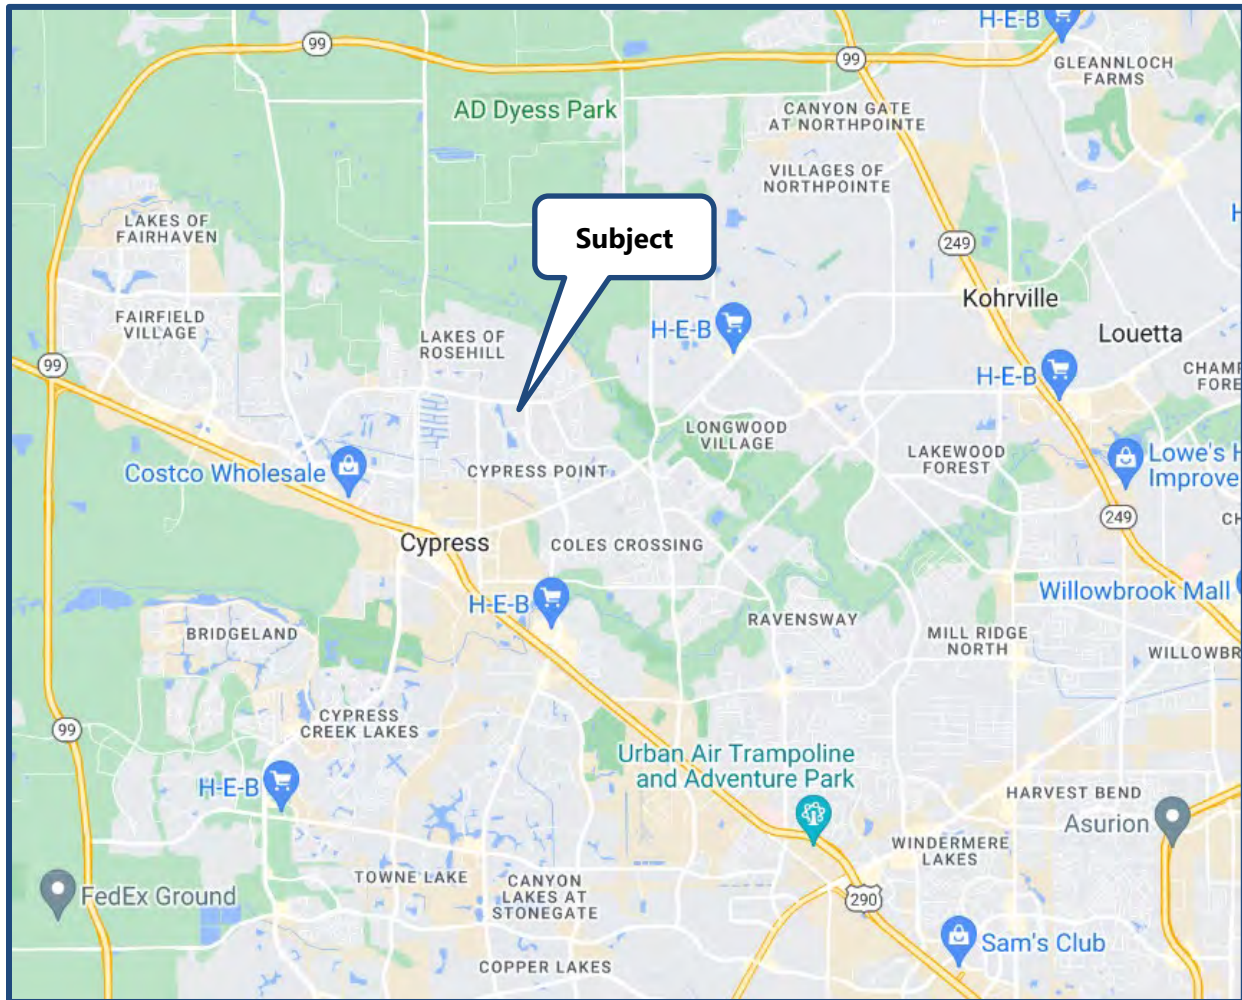 H-E-B
99
99
GLEANNLOCH
FARMS
AD Dyess Park
CANYON GATE
AT NORTHPOINTE
VILLAGES OF
NORTHPOINTE
LAKES OF
FAIRHAVEN
Subject
249
Kohrville
FAIRFIELD
VILLAGE
LAKES OF
ROSEHILL
H-E-B
Louetta
99
H-E-B
LONGWOOD
VILLAGE
LAKEWOOD
FOREST
Costco Wholesale
CYPRESS POINT
249
Cypress
COLES CROSSING
H-E-B
Willowbrook Mall
BRIDGELAND
RAVENSWAY
MILL RIDGE
NORTH
99
CYPRESS
CREEK LAKES
Urban Air Trampoline
and Adventure Park
H-E-B
HARVEST BEND
Asurion
WINDERMERE
LAKES
FedEx Ground
TOWNE LAKE
CANYON
LAKES AT
STONEGATE
290
Sam's Club
COPPER LAKES